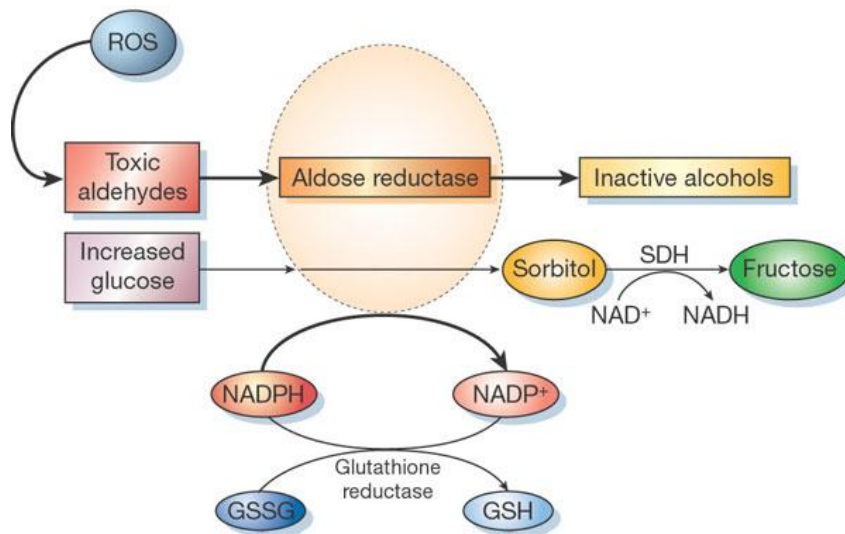 ROS
Toxic
aldehydes
Aldose reductase
Inactive alcohols
Increased
glucose
Sorbitol
SDH
Fructose
NAD⁺
NADH
NADPH
NADP⁺
Glutathione
reductase
GSSG
GSH